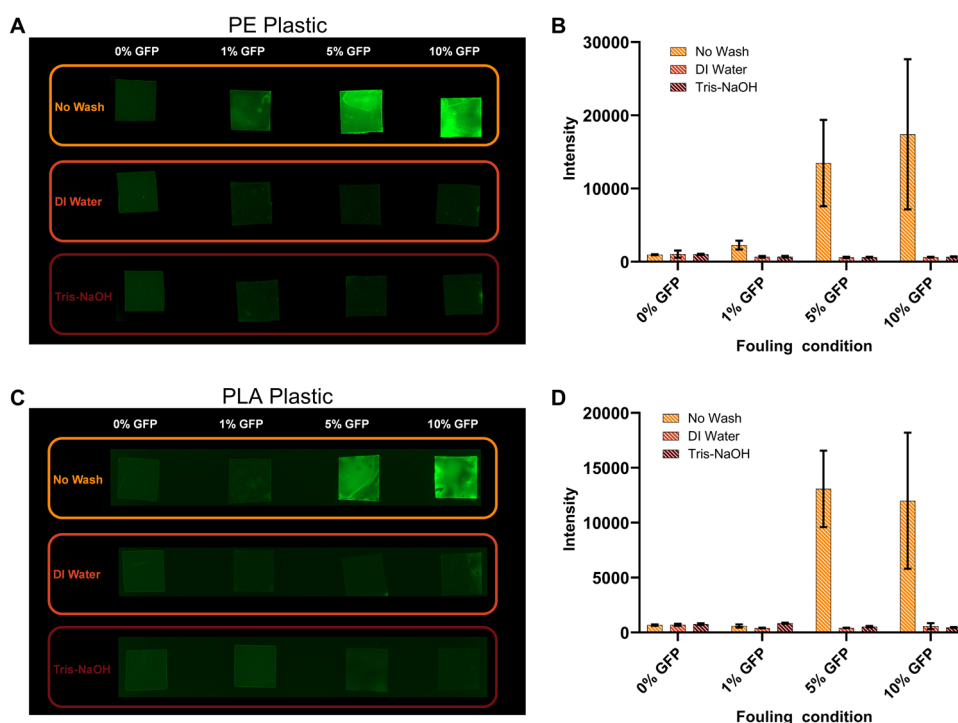 A
PE Plastic
0% GFP 1% GFP 5% GFP 10% GFP
No Wash
DI Water
Tris-NaOH
B
No Wash
DI Water
Tris-NaOH
30000
20000
10000
0
Intensity
0% GFP 1% GFP 5% GFP 10% GFP
Fouling condition
C
PLA Plastic
0% GFP 1% GFP 5% GFP 10% GFP
No Wash
DI Water
Tris-NaOH
D
No Wash
DI Water
Tris-NaOH
20000
15000
10000
5000
0
Intensity
0% GFP 1% GFP 5% GFP 10% GFP
Fouling condition